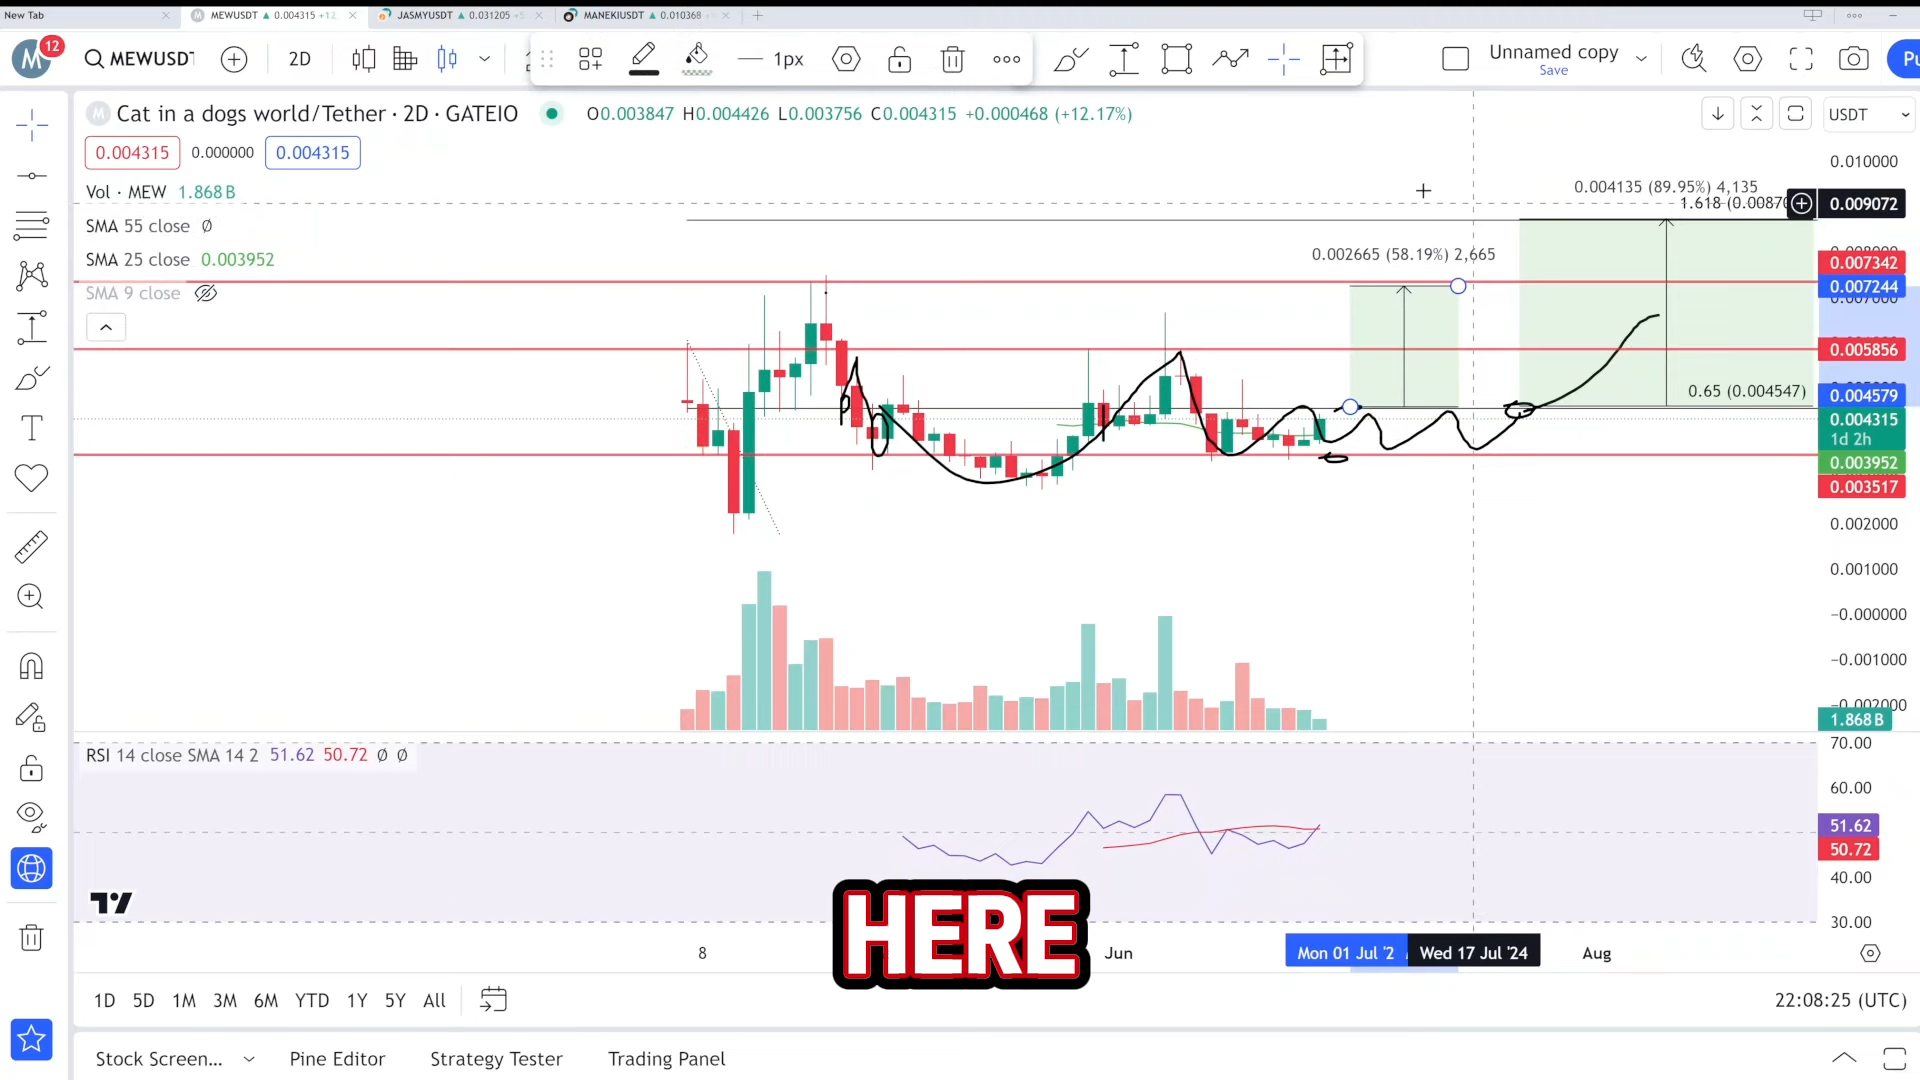 New Tab
MEWUSDT ▲ 0.004315 +12.
JASMYUSDT ▲ 0.031205
MANEKIUSDT ▲ 0.010368
M
12
MEWUSDT
2D
1px
Unnamed copy
Save
Pu
M Cat in a dogs world/Tether · 2D · GATEIO
O0.003847 H0.004426 L0.003756 C0.004315 +0.000468 (+12.17%)
USDT
0.004315
0.000000
0.004315
Vol · MEW 1.868 B
SMA 55 close Ø
SMA 25 close 0.003952
SMA 9 close
0.004135 (89.95%) 4,135
1.618 (0.00870
0.002665 (58.19%) 2,665
0.65 (0.004547)
0.010000
0.009072
0.007342
0.007244
0.005856
0.004579
0.004315
1d 2h
0.003952
0.003517
0.002000
0.001000
−0.000000
−0.001000
1.868 B
RSI 14 close SMA 14 2 51.62 50.72 Ø Ø
70.00
60.00
51.62
50.72
40.00
30.00
HERE
8
Jun
Mon 01 Jul '2
Wed 17 Jul '24
Aug
1D 5D 1M 3M 6M YTD 1Y 5Y All
22:08:25 (UTC)
Stock Screen...
Pine Editor
Strategy Tester
Trading Panel